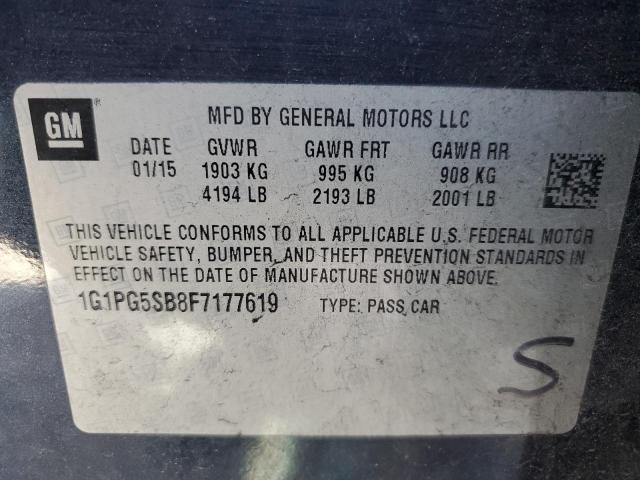 GM
®
MFD BY GENERAL MOTORS LLC
DATE GVWR GAWR FRT GAWR RR
01/15 1903 KG 995 KG 908 KG
4194 LB 2193 LB 2001 LB
THIS VEHICLE CONFORMS TO ALL APPLICABLE U.S. FEDERAL MOTOR
VEHICLE SAFETY, BUMPER, AND THEFT PREVENTION STANDARDS IN
EFFECT ON THE DATE OF MANUFACTURE SHOWN ABOVE.
1G1PG5SB8F7177619 TYPE: PASS CAR
S